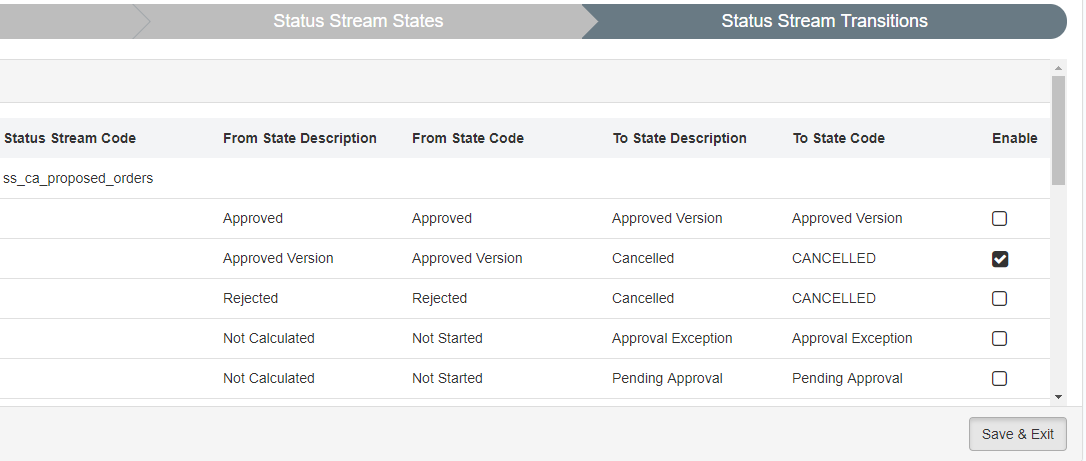 Status Stream States Status Stream Transitions
Status Stream Code From State Description From State Code To State Description To State Code Enable
ss_ca_proposed_orders
Approved Approved Approved Version Approved Version
Approved Version Approved Version Cancelled CANCELLED
Rejected Rejected Cancelled CANCELLED
Not Calculated Not Started Approval Exception Approval Exception
Not Calculated Not Started Pending Approval Pending Approval
Save & Exit